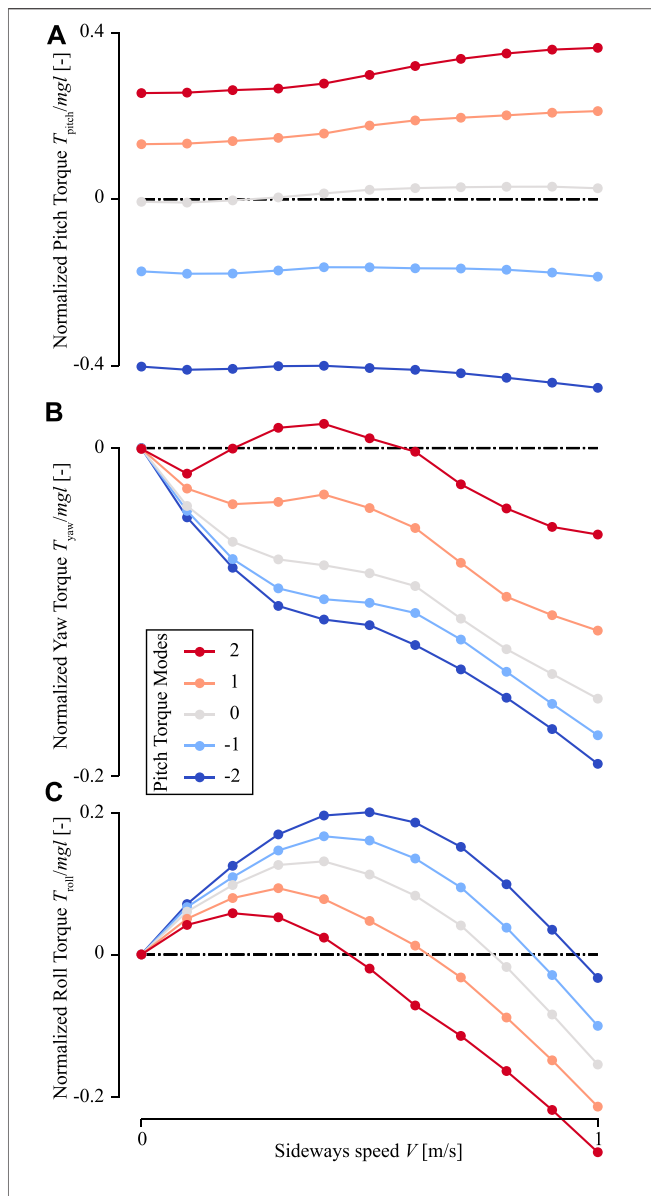 A
0.4
0
-0.4
Normalized Pitch Torque Tpitch/mgl [-]
B
0
-0.2
Normalized Yaw Torque Tyaw/mgl [-]
Pitch Torque Modes
2
1
0
-1
-2
C
0.2
0
-0.2
Normalized Roll Torque Troll/mgl [-]
0
1
Sideways speed V [m/s]